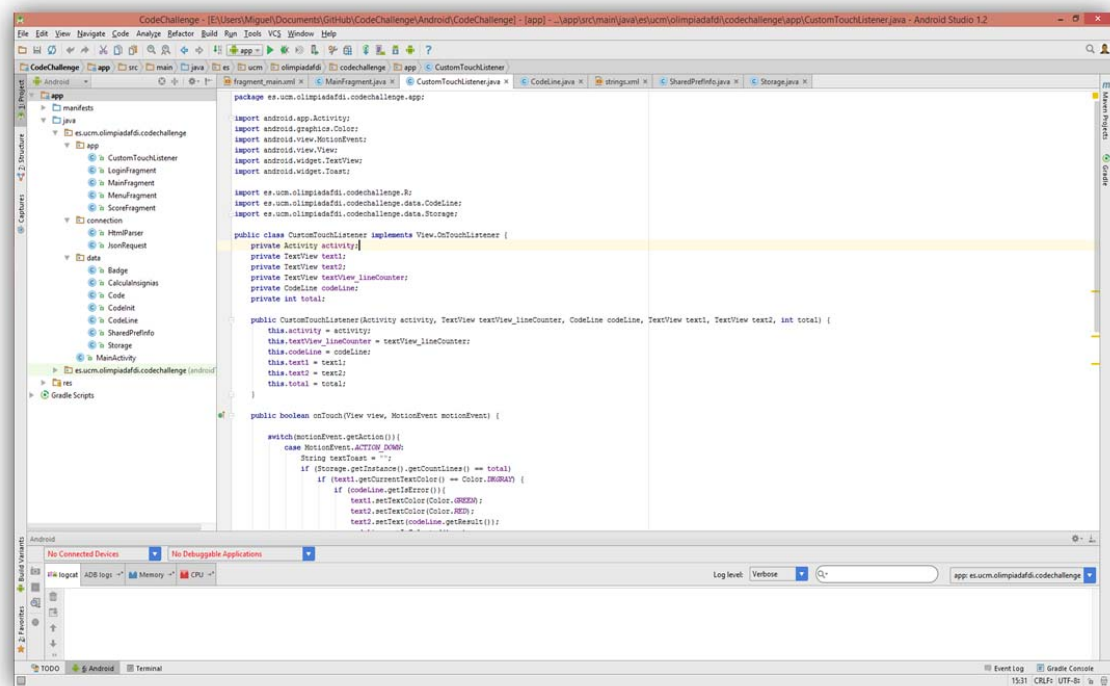 CodeChallenge - [E:\Users\Miguel\Documents\GitHub\CodeChallenge\Android\CodeChallenge] - [app] - ...\app\src\main\java\es\ucm\olimpiadafdi\codechallenge\app\CustomTouchListener.java - Android Studio 1.2
File Edit View Navigate Code Analyze Refactor Build Run Tools VCS Window Help
app
CodeChallenge app src main java es ucm olimpiadafdi codechallenge app CustomTouchListener
Android
fragment_main.xml MainFragment.java CustomTouchListener.java CodeLine.java strings.xml SharedPrefInfo.java Storage.java
1: Project
2: Structure
Captures
Build Variants
2: Favorites
Maven Projects
Gradle
app
manifests
java
es.ucm.olimpiadafdi.codechallenge
app
CustomTouchListener
LoginFragment
MainFragment
MenuFragment
ScoreFragment
connection
HtmlParser
JsonRequest
data
Badge
CalculaInsignias
Code
CodeInit
CodeLine
SharedPrefInfo
Storage
MainActivity
es.ucm.olimpiadafdi.codechallenge (android
res
Gradle Scripts
package es.ucm.olimpiadafdi.codechallenge.app;
import android.app.Activity;
import android.graphics.Color;
import android.view.MotionEvent;
import android.view.View;
import android.widget.TextView;
import android.widget.Toast;
import es.ucm.olimpiadafdi.codechallenge.R;
import es.ucm.olimpiadafdi.codechallenge.data.CodeLine;
import es.ucm.olimpiadafdi.codechallenge.data.Storage;
public class CustomTouchListener implements View.OnTouchListener {
private Activity activity;
private TextView text1;
private TextView text2;
private TextView textView_lineCounter;
private CodeLine codeLine;
private int total;
public CustomTouchListener(Activity activity, TextView textView_lineCounter, CodeLine codeLine, TextView text1, TextView text2, int total) {
this.activity = activity;
this.textView_lineCounter = textView_lineCounter;
this.codeLine = codeLine;
this.text1 = text1;
this.text2 = text2;
this.total = total;
}
public boolean onTouch(View view, MotionEvent motionEvent) {
switch(motionEvent.getAction()){
case MotionEvent.ACTION_DOWN:
String textToast = "";
if (Storage.getInstance().getCountLines() == total)
if (text1.getCurrentTextColor() == Color.DKGRAY) {
if (codeLine.getIsError()){
text1.setTextColor(Color.GREEN);
text2.setTextColor(Color.RED);
text2.setText(codeLine.getResult());
Android
No Connected Devices No Debuggable Applications
logcat ADB logs Memory CPU Log level: Verbose app: es.ucm.olimpiadafdi.codechallenge
TODO 6: Android Terminal Event Log Gradle Console
15:31 CRLF UTF-8